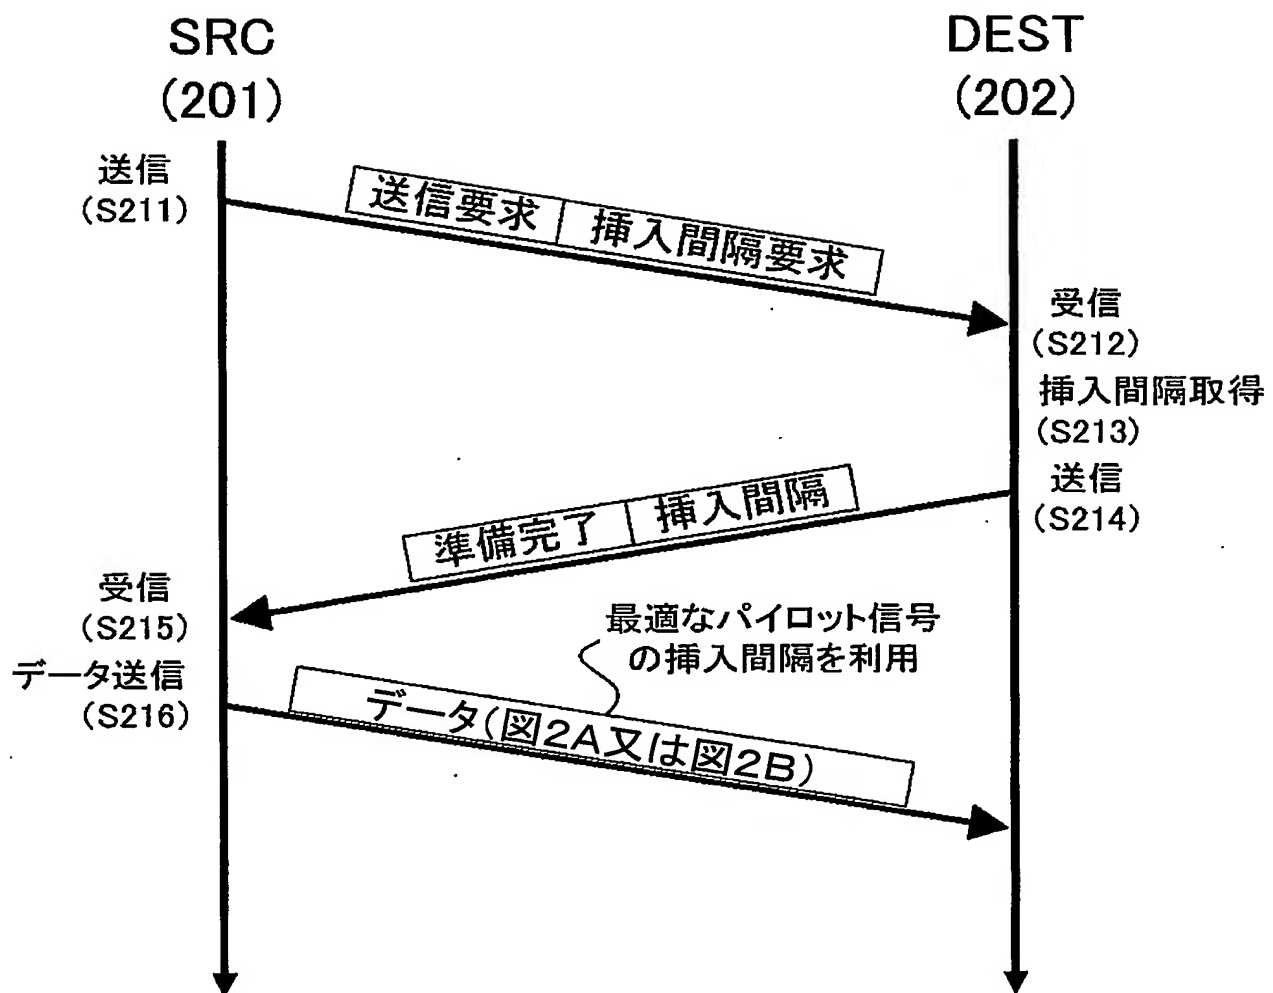 SRC
(201)
DEST
(202)
送信
(S211)
送信要求
挿入間隔要求
受信
(S212)
挿入間隔取得
(S213)
送信
(S214)
準備完了
挿入間隔
受信
(S215)
最適なパイロット信号
の挿入間隔を利用
データ送信
(S216)
データ(図2A又は図2B)